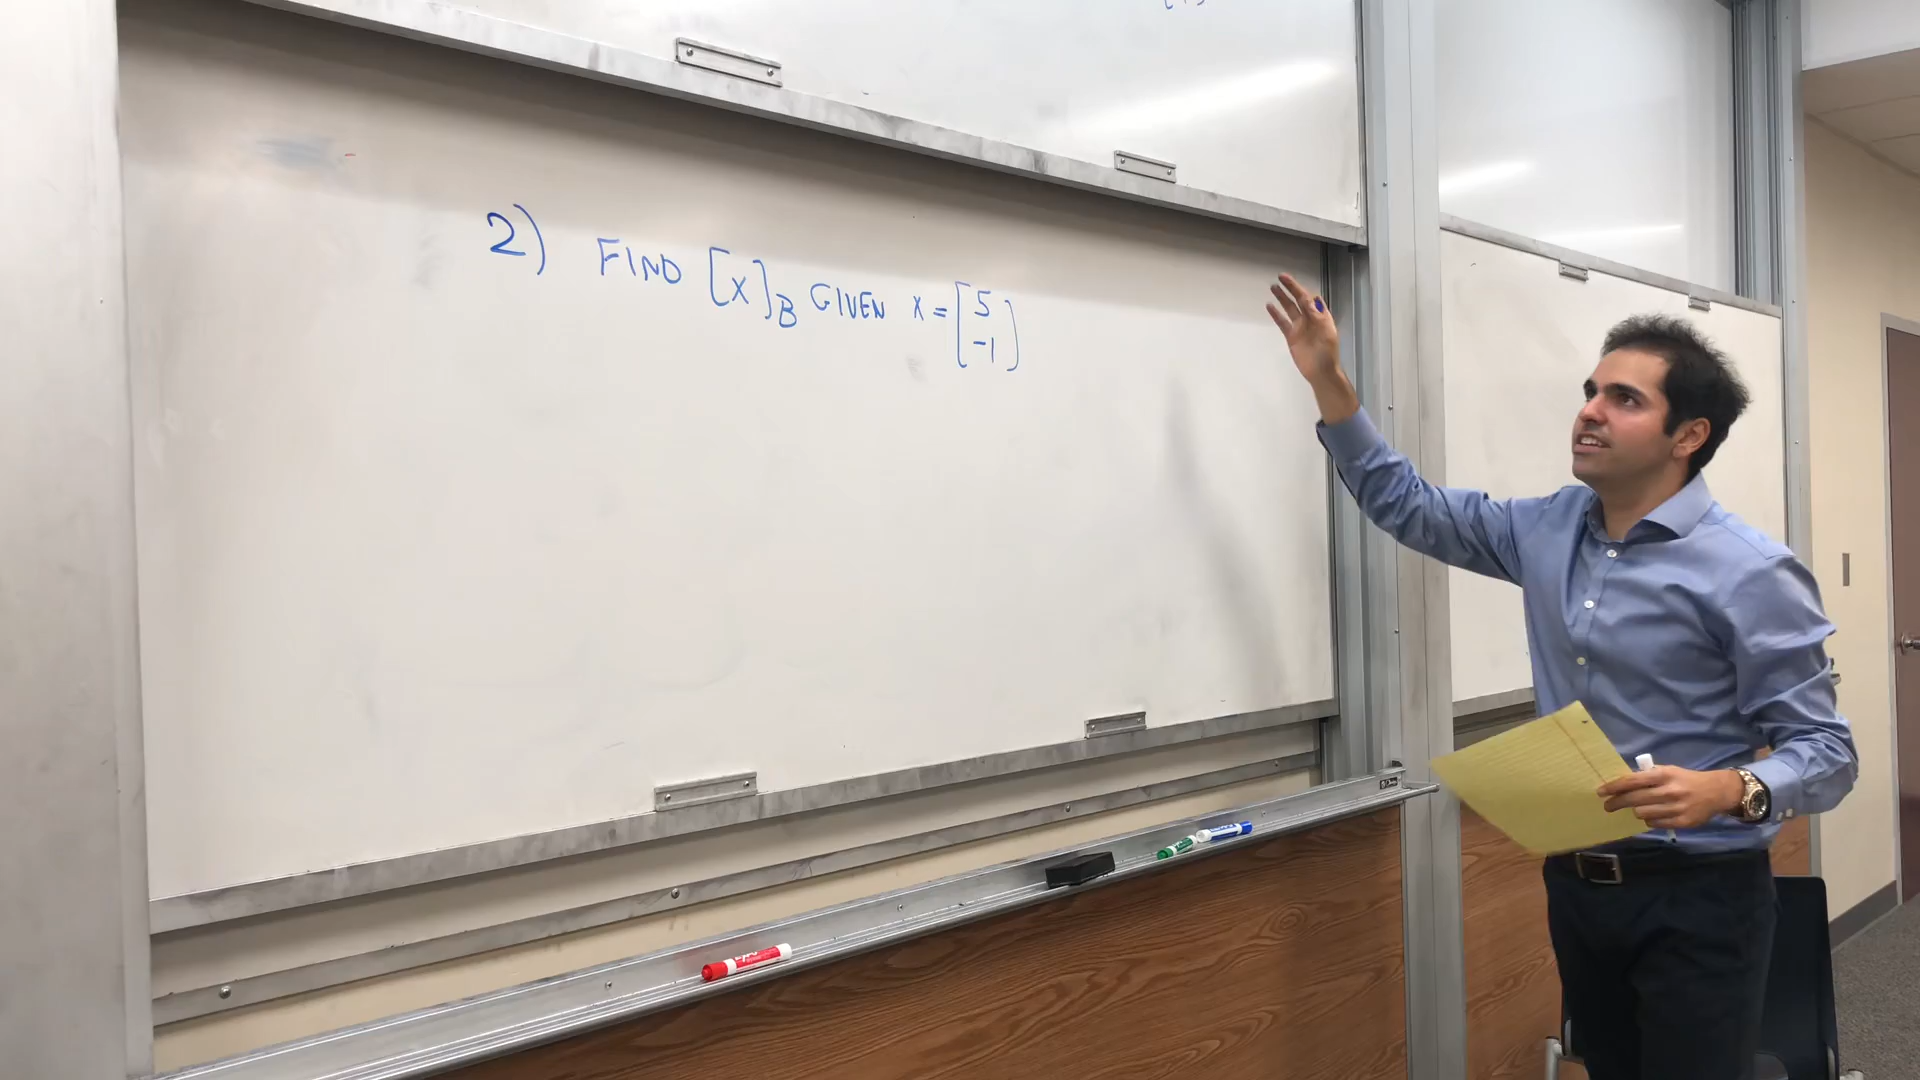 2) FIND [x]B GIVEN x = [5
-1]